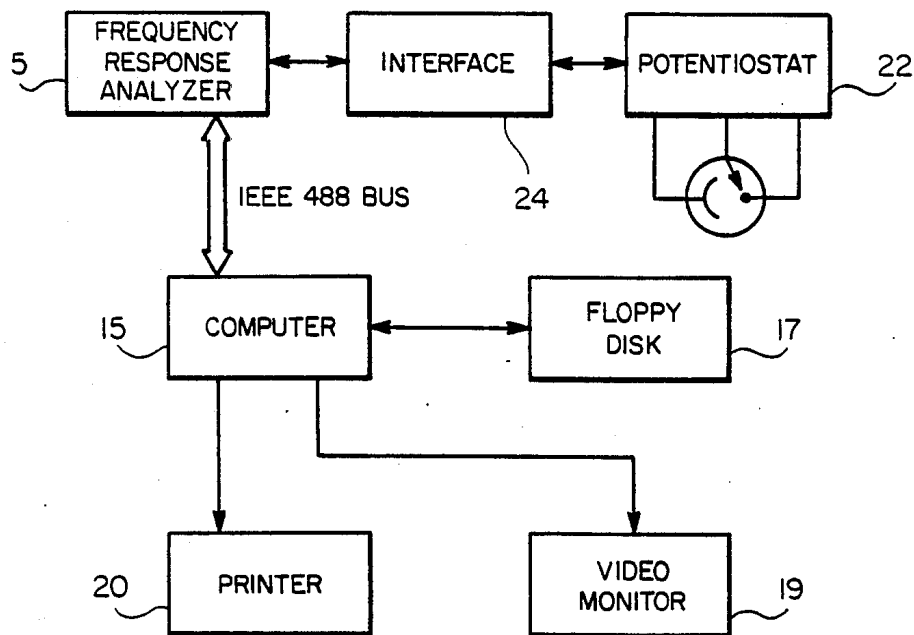 5
FREQUENCY
RESPONSE
ANALYZER
INTERFACE
24
POTENTIOSTAT
22
IEEE 488 BUS
15
COMPUTER
FLOPPY
DISK
17
20
PRINTER
VIDEO
MONITOR
19